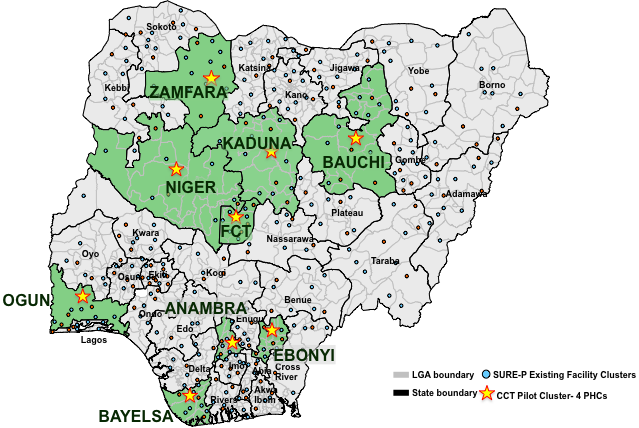 Sokoto
Katsina
Jigawa
Yobe
Borno
Kebbi
ZAMFARA
Kano
KADUNA
BAUCHI
Gombe
NIGER
Adamawa
Plateau
FCT
Kwara
Nassarawa
Oyo
Taraba
Osun
Ekiti
Kogi
OGUN
ANAMBRA
Benue
Ondo
Enugu
Edo
Lagos
EBONYI
Delta
Imo
Abia
Cross
River
Akwa
Ibom
Rivers
BAYELSA
LGA boundary
SURE-P Existing Facility Clusters
State boundary
CCT Pilot Cluster- 4 PHCs